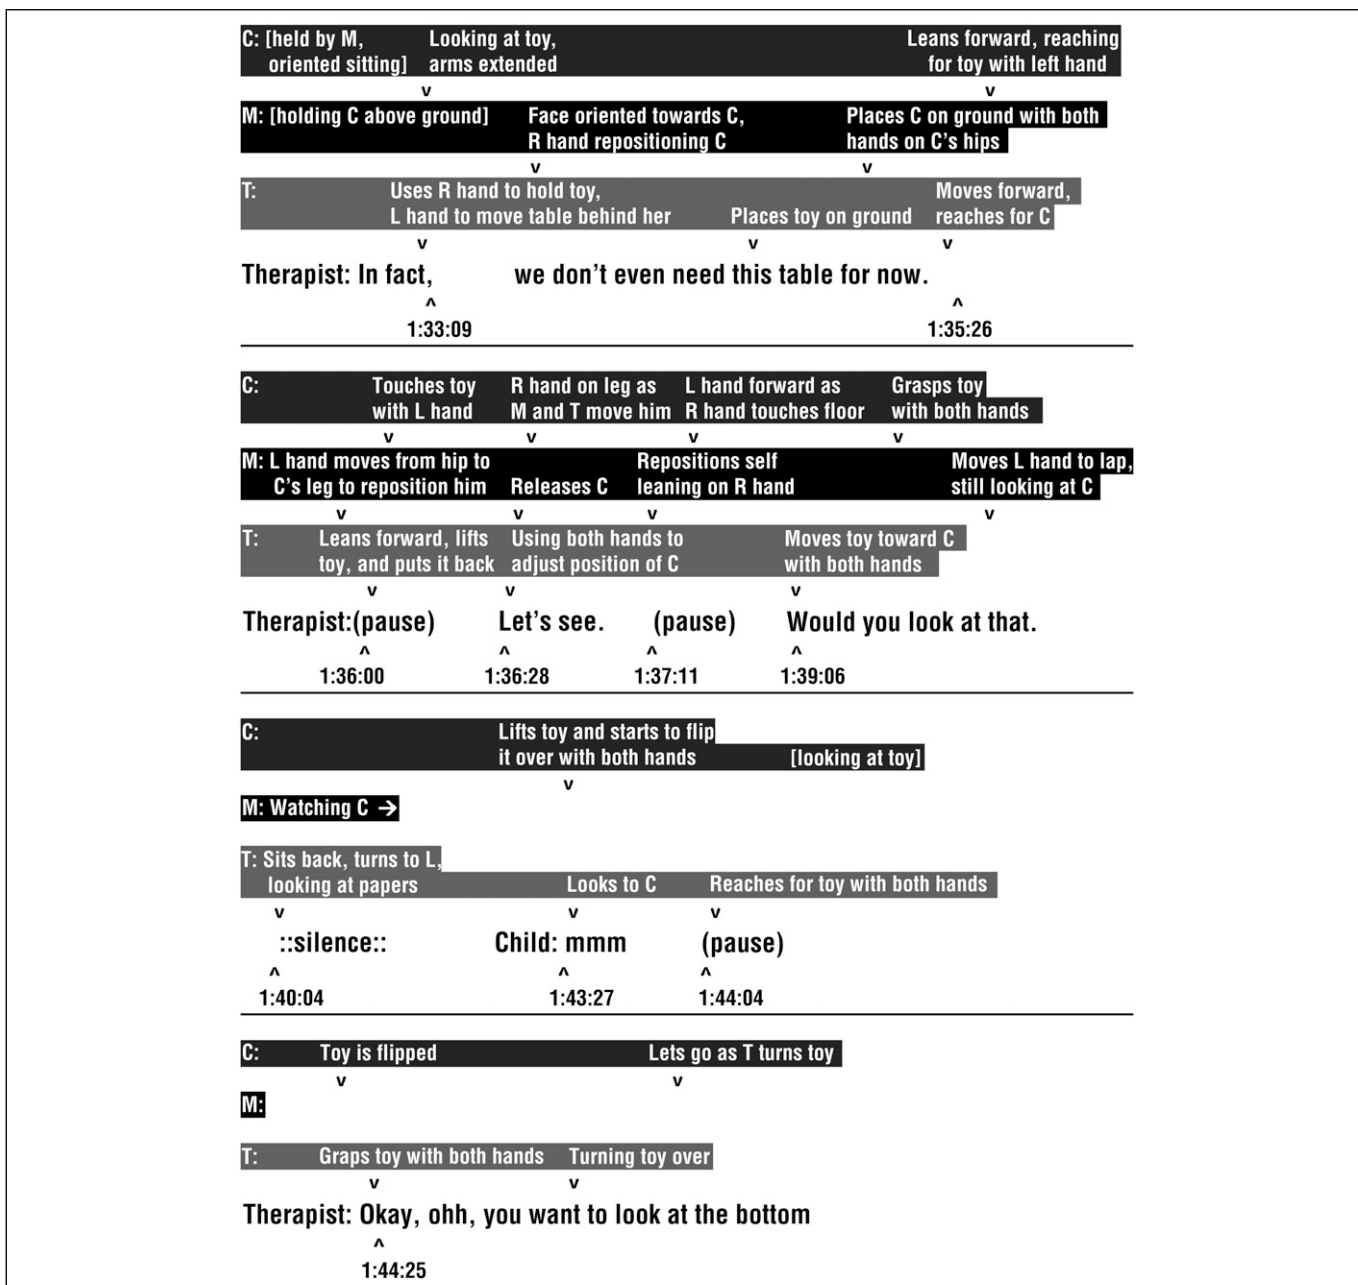 C: [held by M, Looking at toy, Leans forward, reaching
oriented sitting] arms extended for toy with left hand
v v
M: [holding C above ground] Face oriented towards C, Places C on ground with both
R hand repositioning C hands on C's hips
v v
T: Uses R hand to hold toy, Moves forward,
L hand to move table behind her Places toy on ground reaches for C
v v v
Therapist: In fact, we don't even need this table for now.
^ ^
1:33:09 1:35:26
C: Touches toy R hand on leg as L hand forward as Grasps toy
with L hand M and T move him R hand touches floor with both hands
v v v v
M: L hand moves from hip to Repositions self Moves L hand to lap,
C's leg to reposition him Releases C leaning on R hand still looking at C
v v v v
T: Leans forward, lifts Using both hands to Moves toy toward C
toy, and puts it back adjust position of C with both hands
v v v
Therapist:(pause) Let's see. (pause) Would you look at that.
^ ^ ^ ^
1:36:00 1:36:28 1:37:11 1:39:06
C: Lifts toy and starts to flip
it over with both hands [looking at toy]
v
M: Watching C →
T: Sits back, turns to L,
looking at papers Looks to C Reaches for toy with both hands
v v v
::silence:: Child: mmm (pause)
^ ^ ^
1:40:04 1:43:27 1:44:04
C: Toy is flipped Lets go as T turns toy
v v
M:
T: Graps toy with both hands Turning toy over
v v
Therapist: Okay, ohh, you want to look at the bottom
^
1:44:25